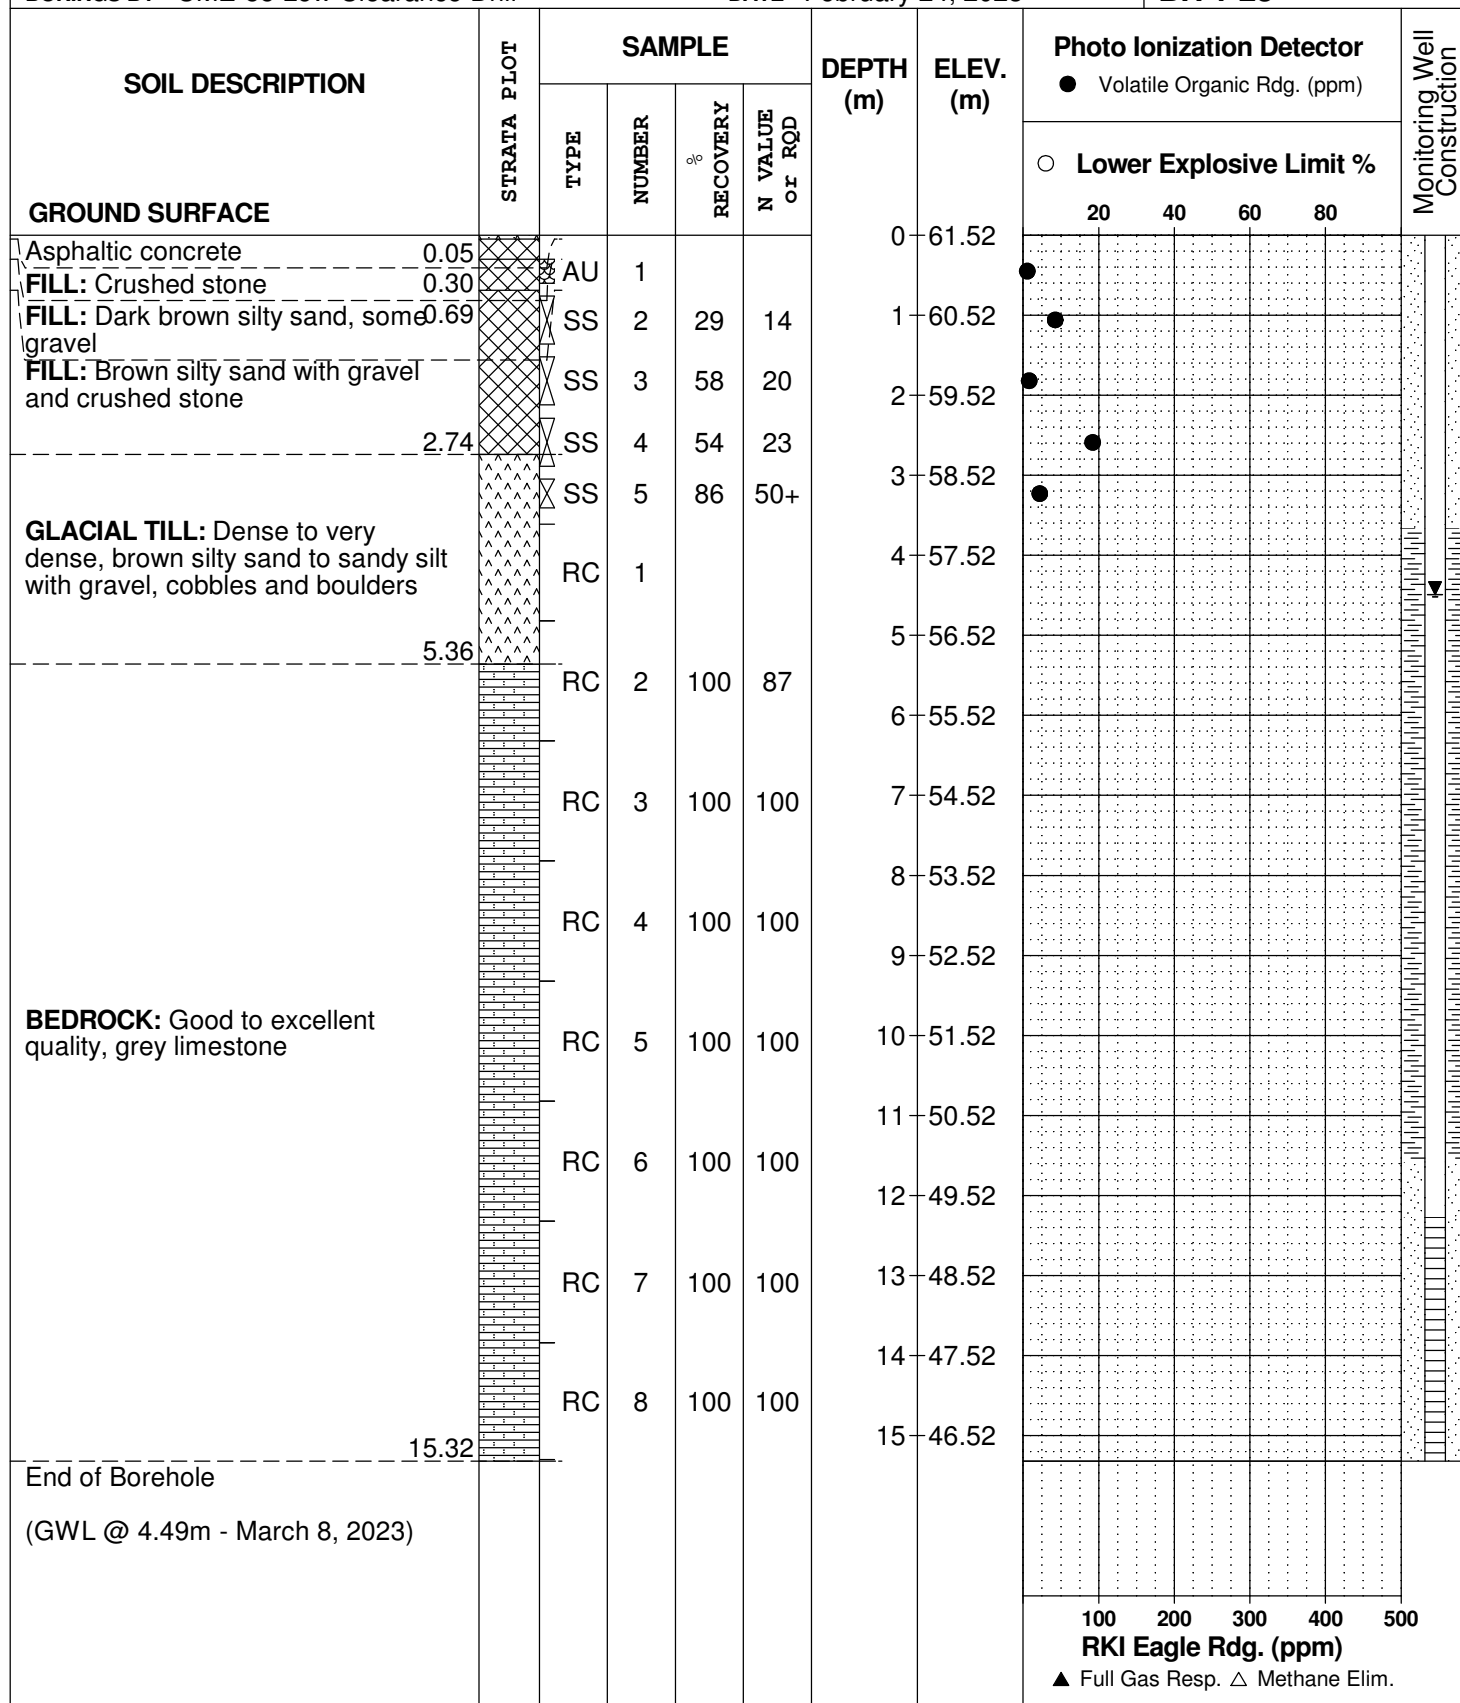 SOIL DESCRIPTION
GROUND SURFACE
STRATA PLOT
SAMPLE
TYPE
NUMBER
%
RECOVERY
N VALUE
or RQD
DEPTH
(m)
ELEV.
(m)
Photo Ionization Detector
● Volatile Organic Rdg. (ppm)
○ Lower Explosive Limit %
20 40 60 80
Monitoring Well
Construction
0 61.52
Asphaltic concrete 0.05
AU 1
FILL: Crushed stone 0.30
FILL: Dark brown silty sand, some 0.69
gravel
SS 2 29 14
1 60.52
FILL: Brown silty sand with gravel
and crushed stone
SS 3 58 20
2 59.52
2.74
SS 4 54 23
3 58.52
SS 5 86 50+
GLACIAL TILL: Dense to very
dense, brown silty sand to sandy silt
with gravel, cobbles and boulders
4 57.52
RC 1
5 56.52
5.36
RC 2 100 87
6 55.52
RC 3 100 100
7 54.52
8 53.52
RC 4 100 100
9 52.52
BEDROCK: Good to excellent
quality, grey limestone
RC 5 100 100
10 51.52
11 50.52
RC 6 100 100
12 49.52
RC 7 100 100
13 48.52
14 47.52
RC 8 100 100
15 46.52
15.32
End of Borehole
(GWL @ 4.49m - March 8, 2023)
100 200 300 400 500
RKI Eagle Rdg. (ppm)
▲ Full Gas Resp. △ Methane Elim.